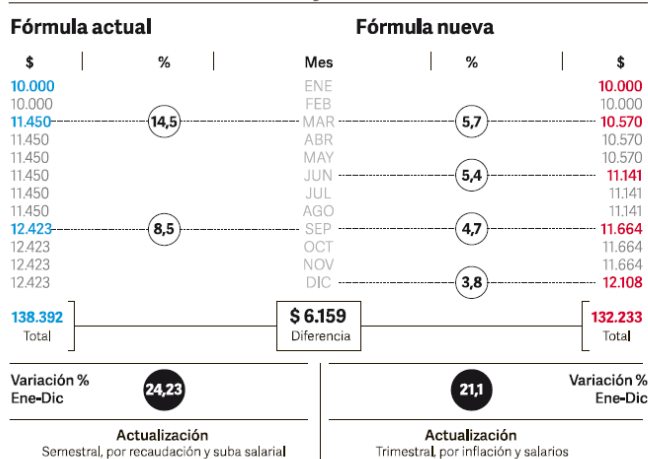 Fórmula actual Fórmula nueva
$ % Mes % $
10.000 ENE 10.000
10.000 FEB 10.000
11.450 14,5 MAR 5,7 10.570
11.450 ABR 10.570
11.450 MAY 10.570
11.450 JUN 5,4 11.141
11.450 JUL 11.141
11.450 AGO 11.141
12.423 8,5 SEP 4,7 11.664
12.423 OCT 11.664
12.423 NOV 11.664
12.423 DIC 3,8 12.108
138.392 $ 6.159 132.233
Total Diferencia Total
Variación % 24,23 21,1 Variación %
Ene-Dic Ene-Dic
Actualización Actualización
Semestral, por recaudación y suba salarial Trimestral, por inflación y salarios